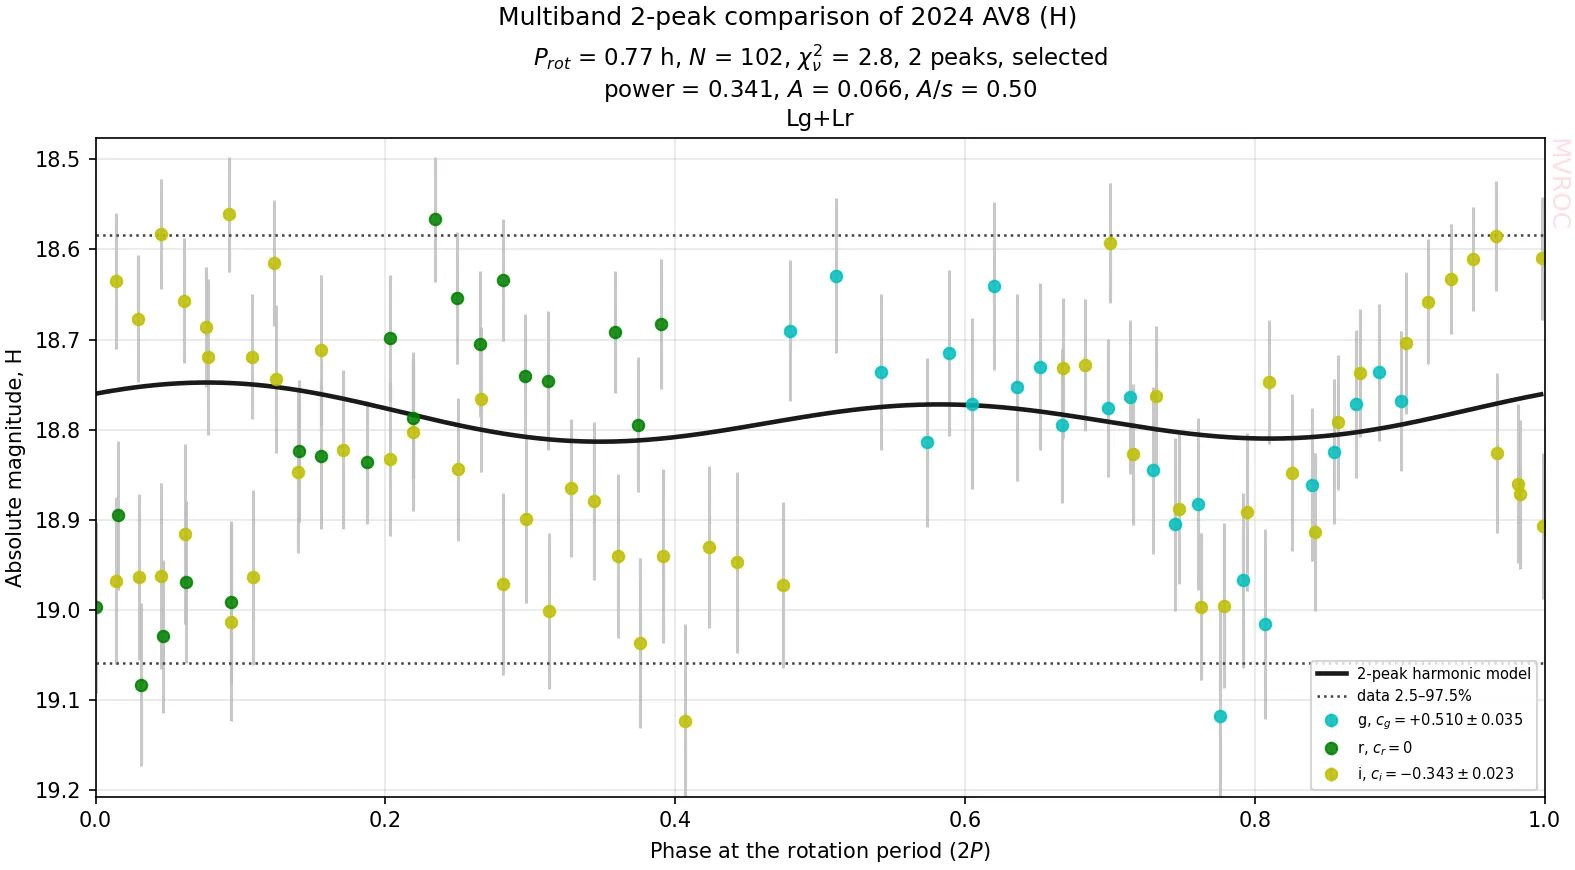 Multiband 2-peak comparison of 2024 AV8 (H)
P_rot = 0.77 h, N = 102, χ²_ν = 2.8, 2 peaks, selected
power = 0.341, A = 0.066, A/s = 0.50
Lg+Lr
MVROC
Absolute magnitude, H
18.5
18.6
18.7
18.8
18.9
19.0
19.1
19.2
2-peak harmonic model
data 2.5–97.5%
g, c_g = +0.510 ± 0.035
r, c_r = 0
i, c_i = −0.343 ± 0.023
0.0 0.2 0.4 0.6 0.8 1.0
Phase at the rotation period (2P)